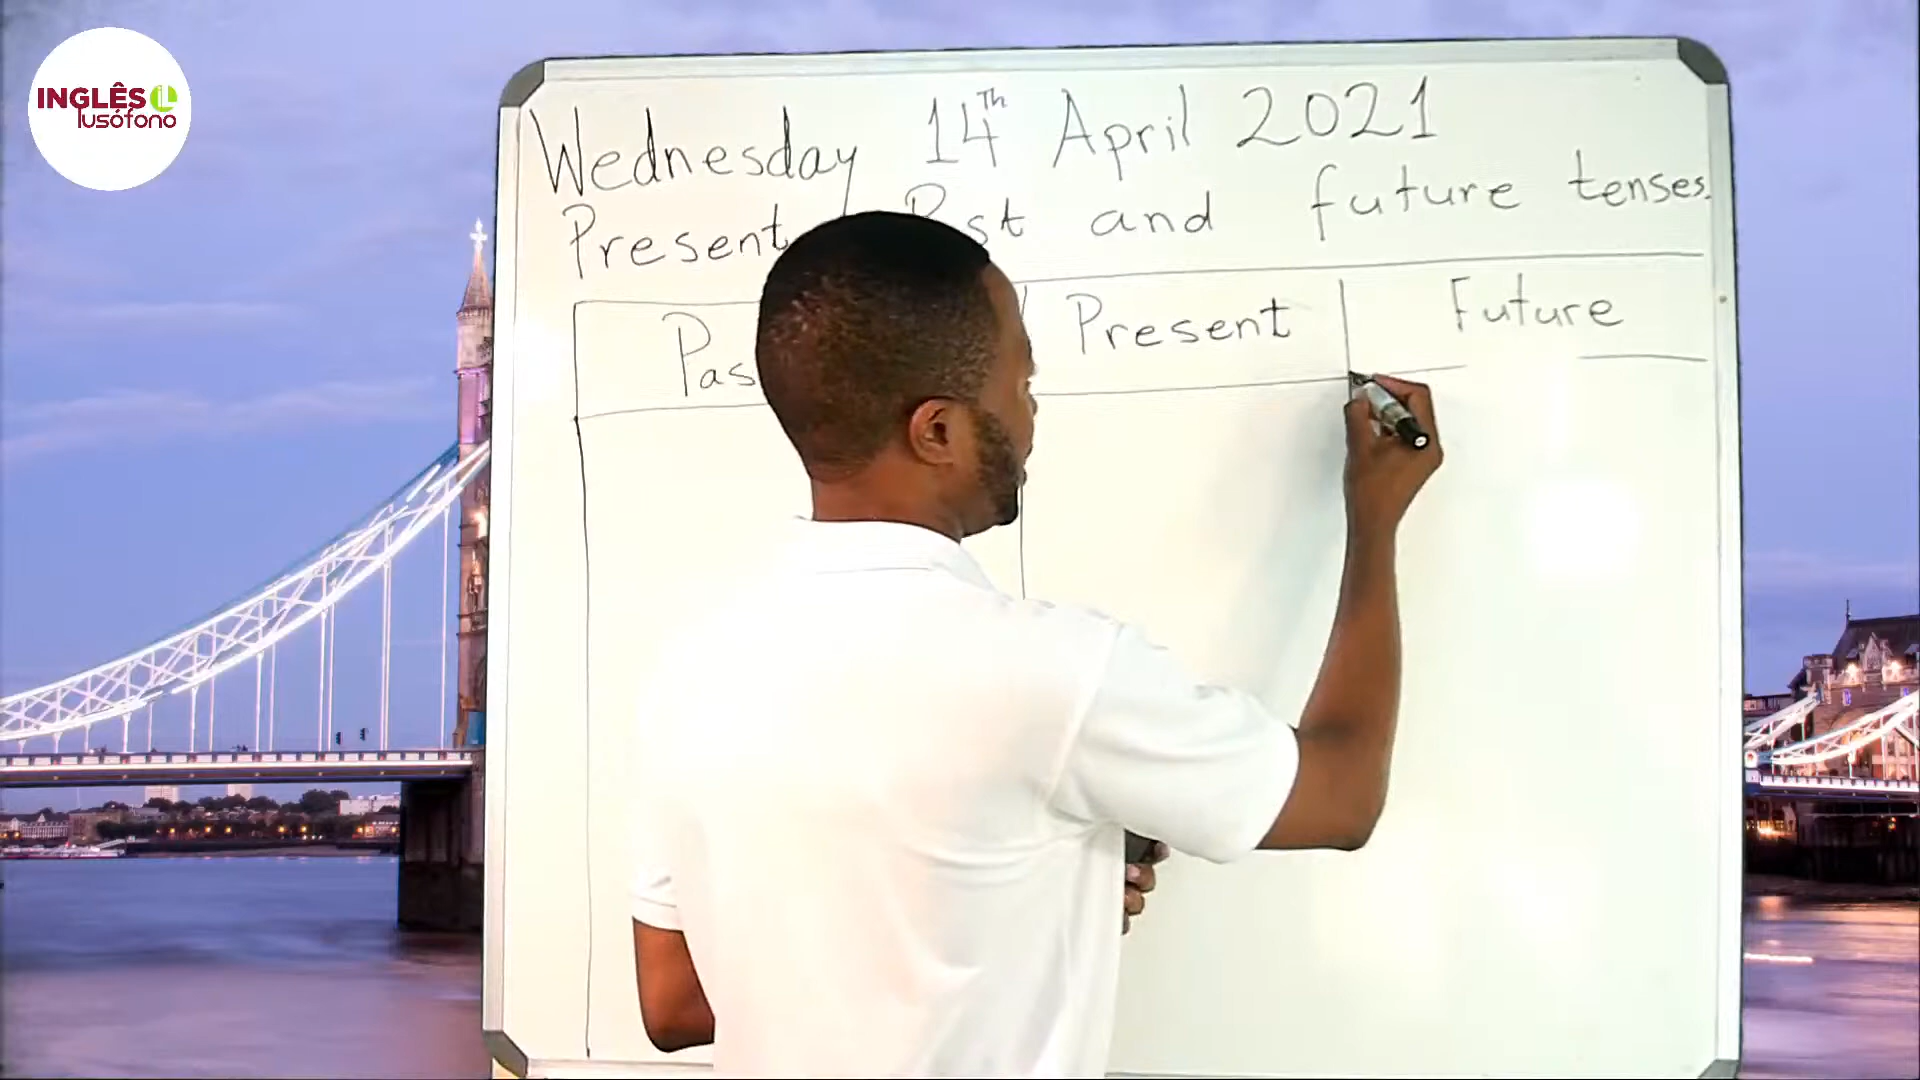 INGLÊS
lusófono
Wednesday 14Th April 2021
Present and future tenses.
Present Future